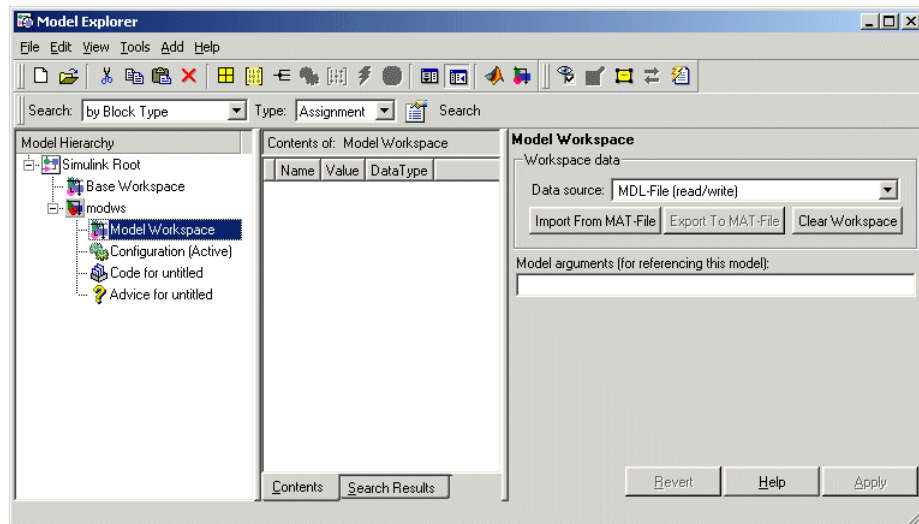 Model Explorer
File Edit View Tools Add Help
Search: by Block Type Type: Assignment Search
Model Hierarchy
Simulink Root
Base Workspace
modws
Model Workspace
Configuration (Active)
Code for untitled
Advice for untitled
Contents of: Model Workspace
Name Value DataType
Contents Search Results
Model Workspace
Workspace data
Data source: MDL-File (read/write)
Import From MAT-File Export To MAT-File Clear Workspace
Model arguments (for referencing this model):
Revert Help Apply